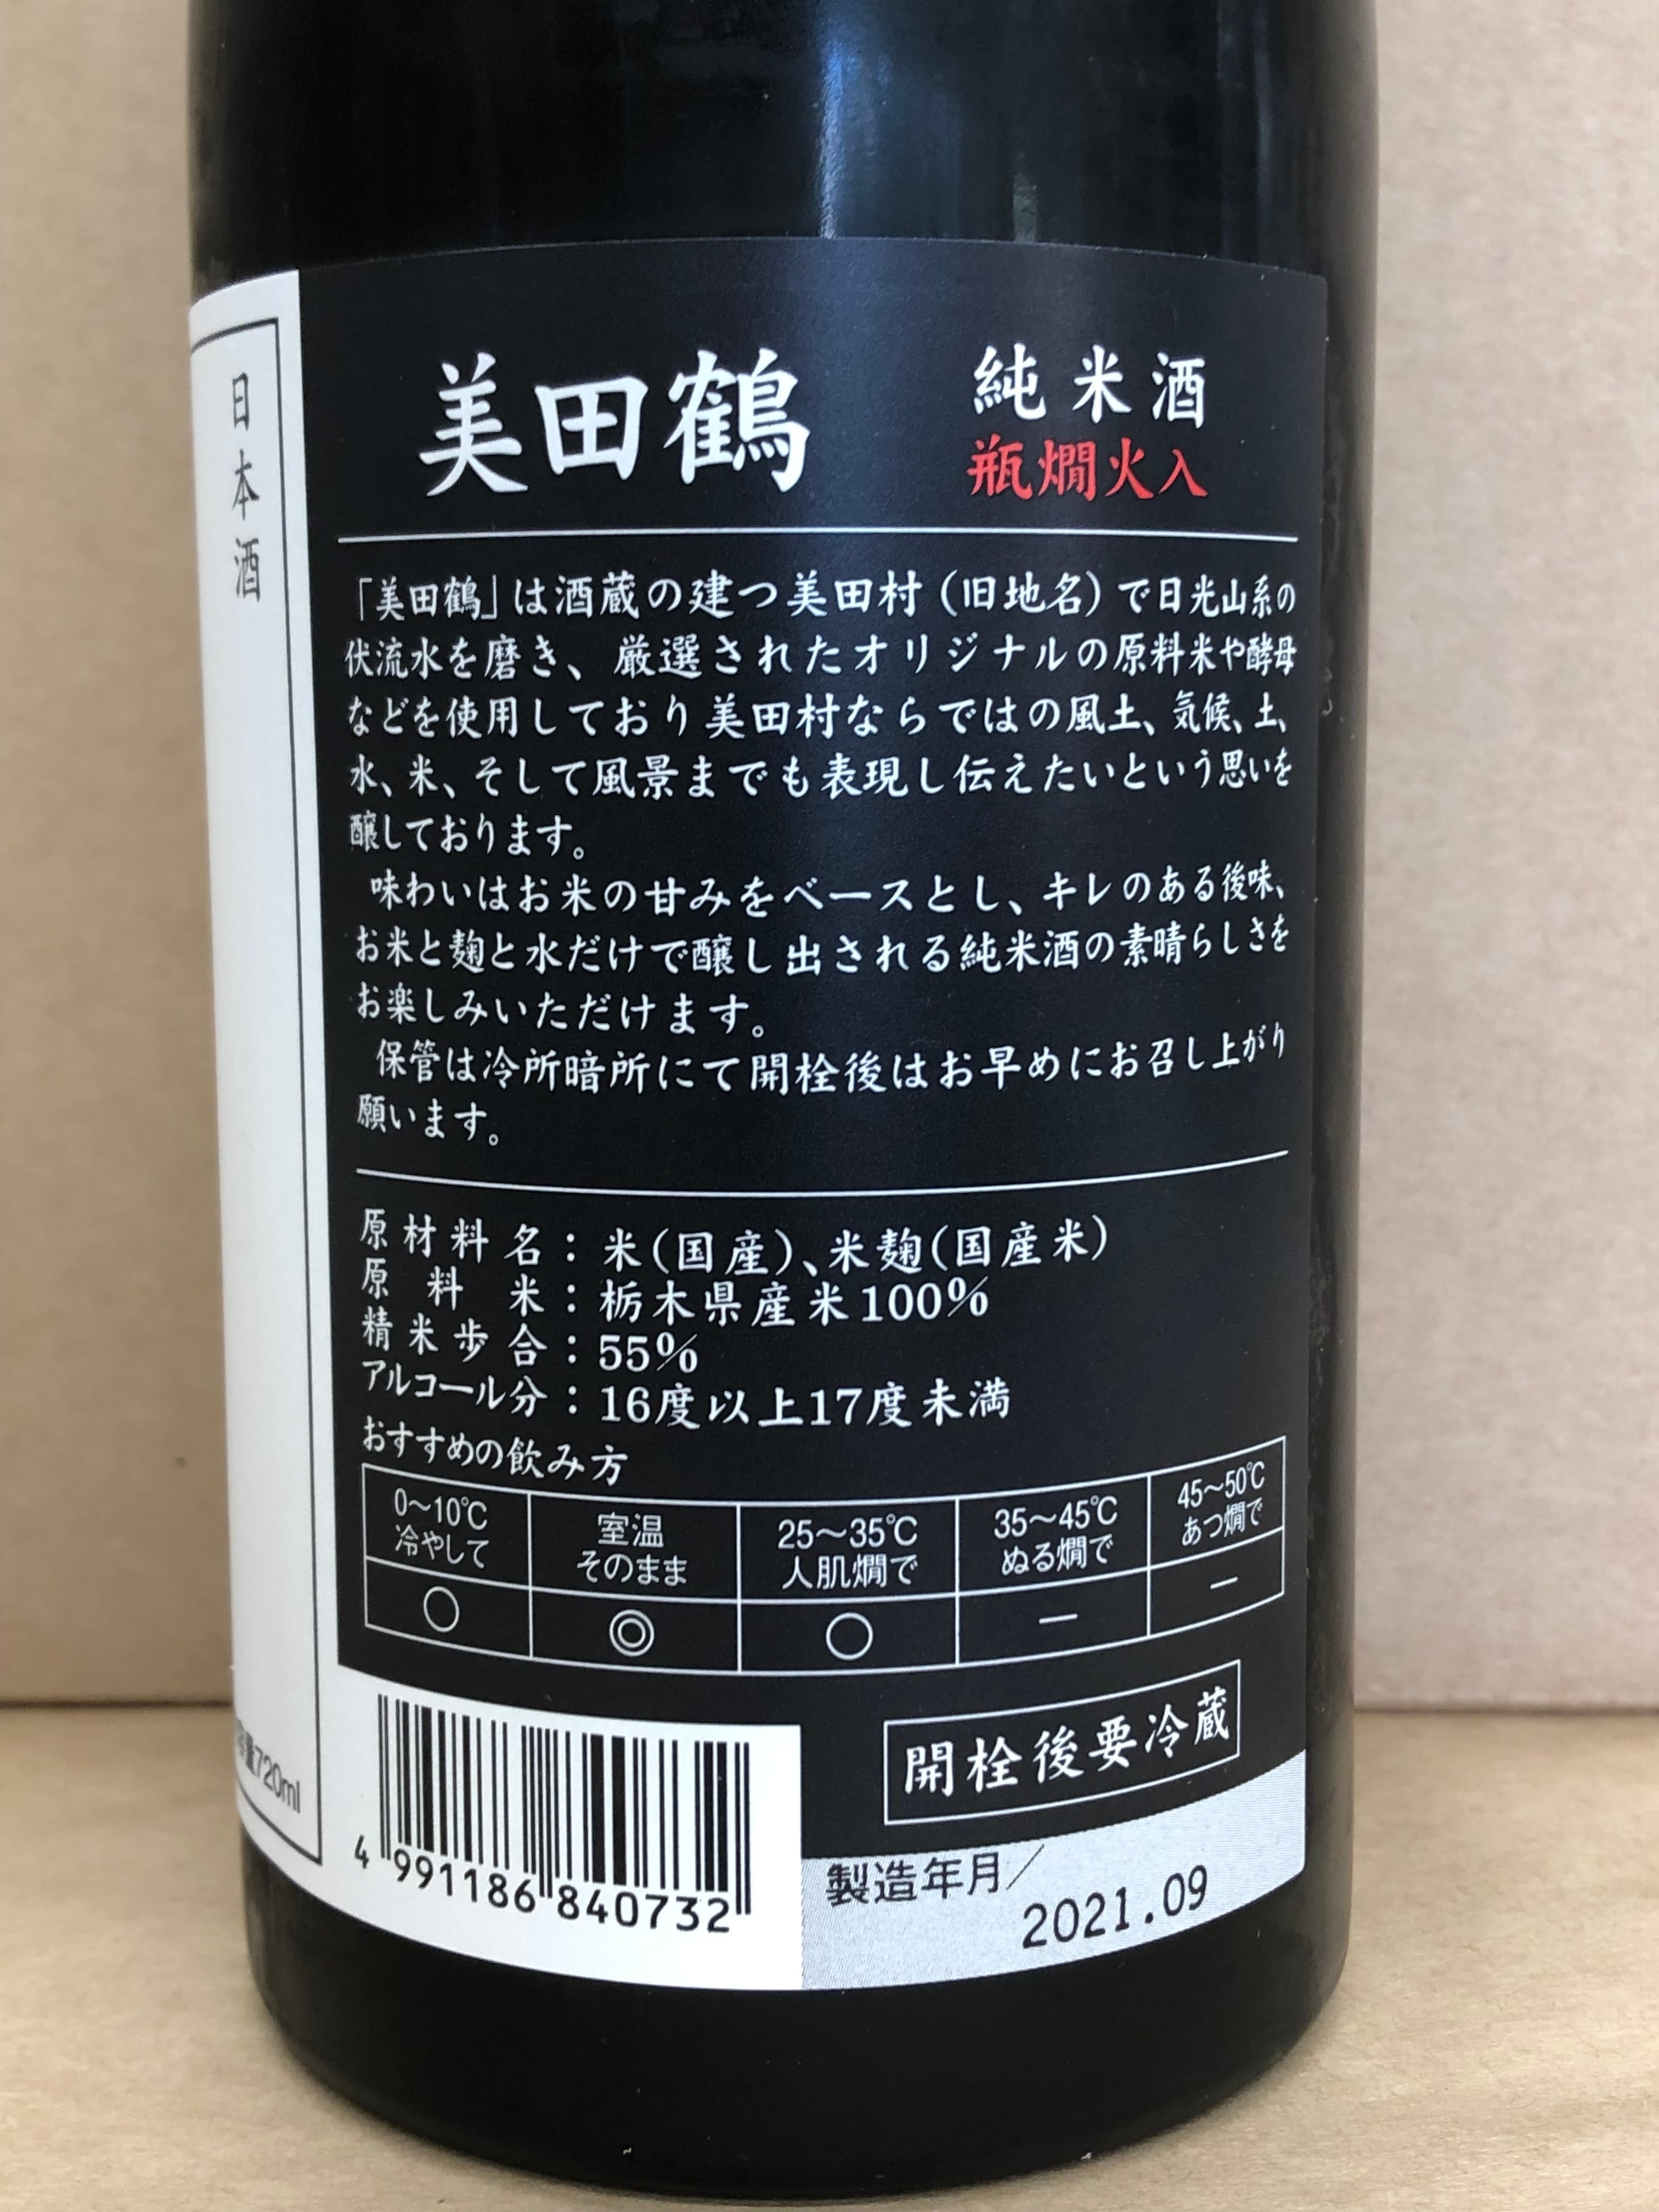 日本酒
美田鶴
純米酒
瓶燗火入
「美田鶴」は酒蔵の建つ美田村(旧地名)で日光山系の
伏流水を磨き、厳選されたオリジナルの原料米や酵母
などを使用しており美田村ならではの風土、気候、土、
水、米、そして風景までも表現し伝えたいという思いを
醸しております。
味わいはお米の甘みをベースとし、キレのある後味、
お米と麹と水だけで醸し出される純米酒の素晴らしさを
お楽しみいただけます。
保管は冷所暗所にて開栓後はお早めにお召し上がり
願います。
原材料名:米(国産)、米麹(国産米)
原料米:栃木県産米100%
精米歩合:55%
アルコール分:16度以上17度未満
おすすめの飲み方
0〜10℃ 室温 25〜35℃ 35〜45℃ 45〜50℃
冷やして そのまま 人肌燗で ぬる燗で あつ燗で
○ ◎ ○ ー ー
開栓後要冷蔵
容量720ml
4 991186 840732
製造年月/
2021.09